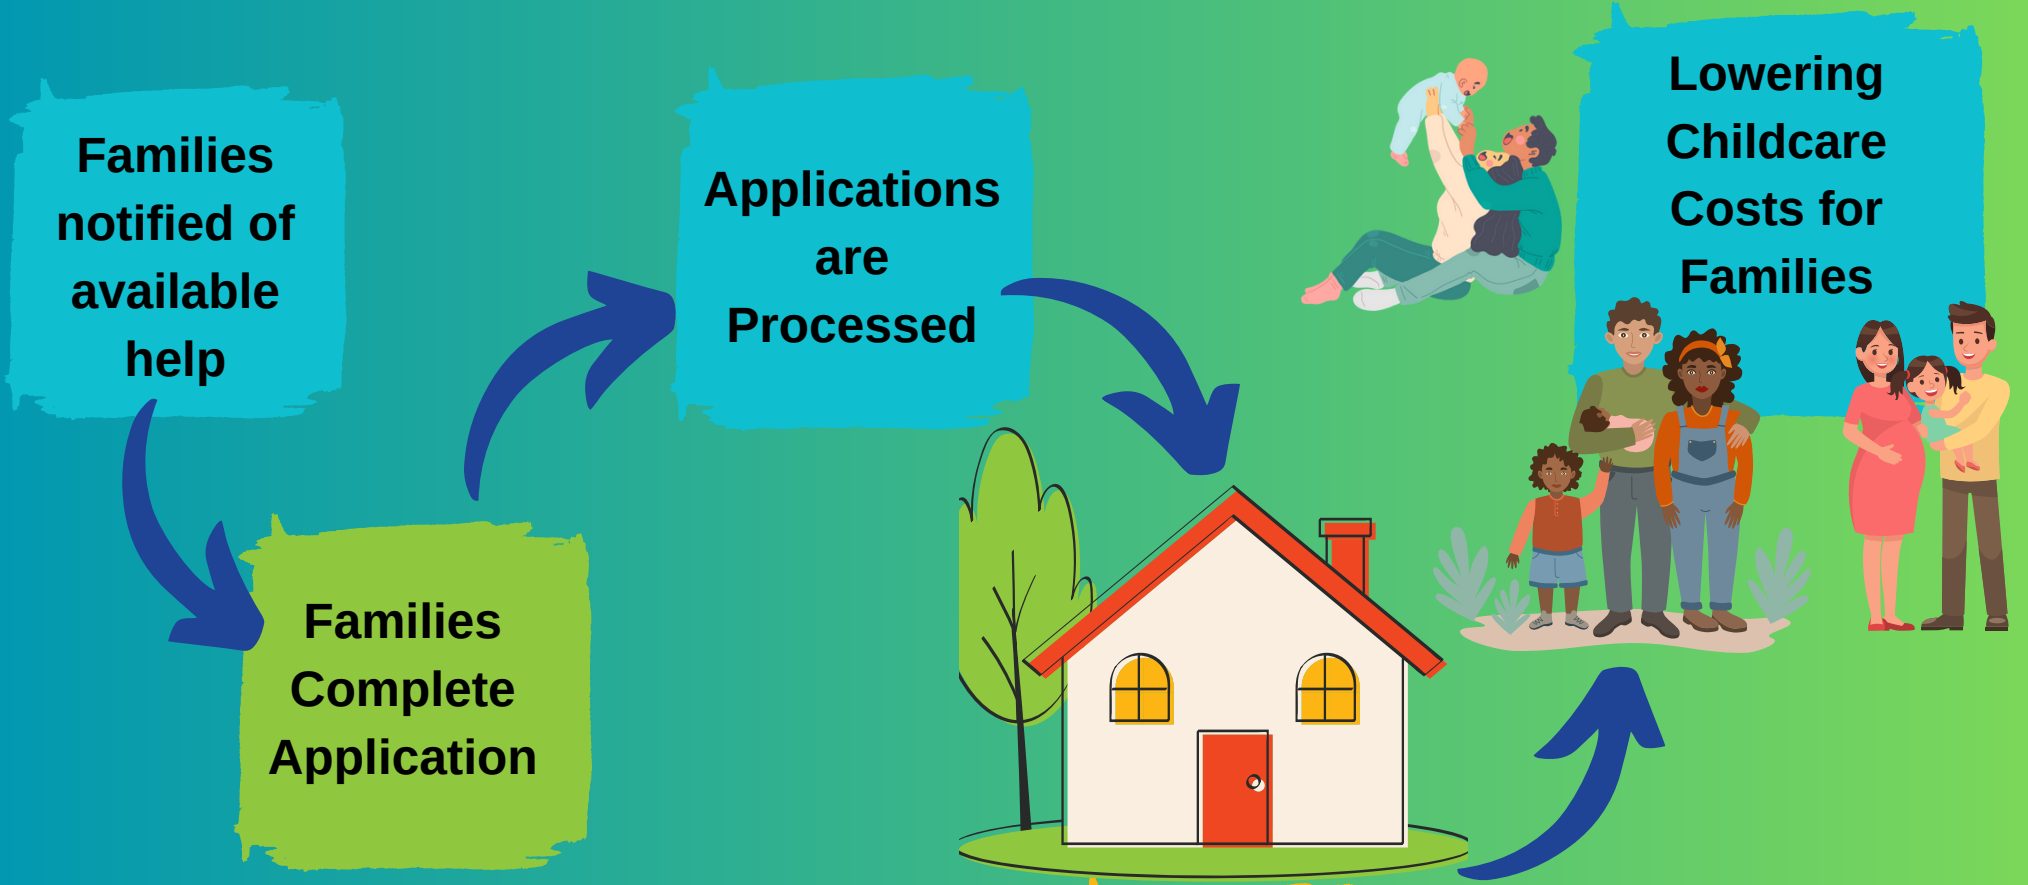 Families
notified of
available
help
Families
Complete
Application
Applications
are
Processed
Lowering
Childcare
Costs for
Families